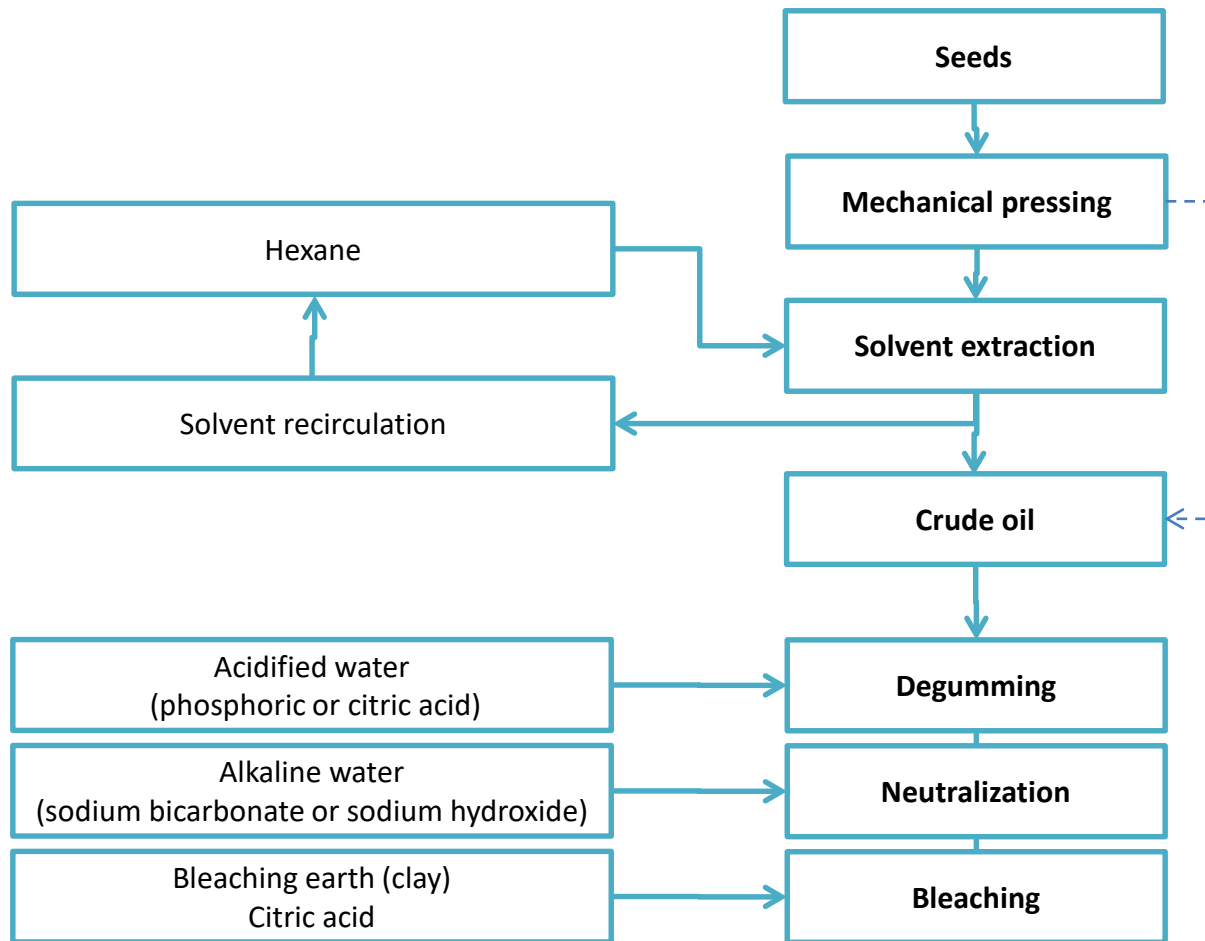 Seeds
Mechanical pressing
Hexane
Solvent extraction
Solvent recirculation
Crude oil
Acidified water
(phosphoric or citric acid)
Degumming
Alkaline water
(sodium bicarbonate or sodium hydroxide)
Neutralization
Bleaching earth (clay)
Citric acid
Bleaching